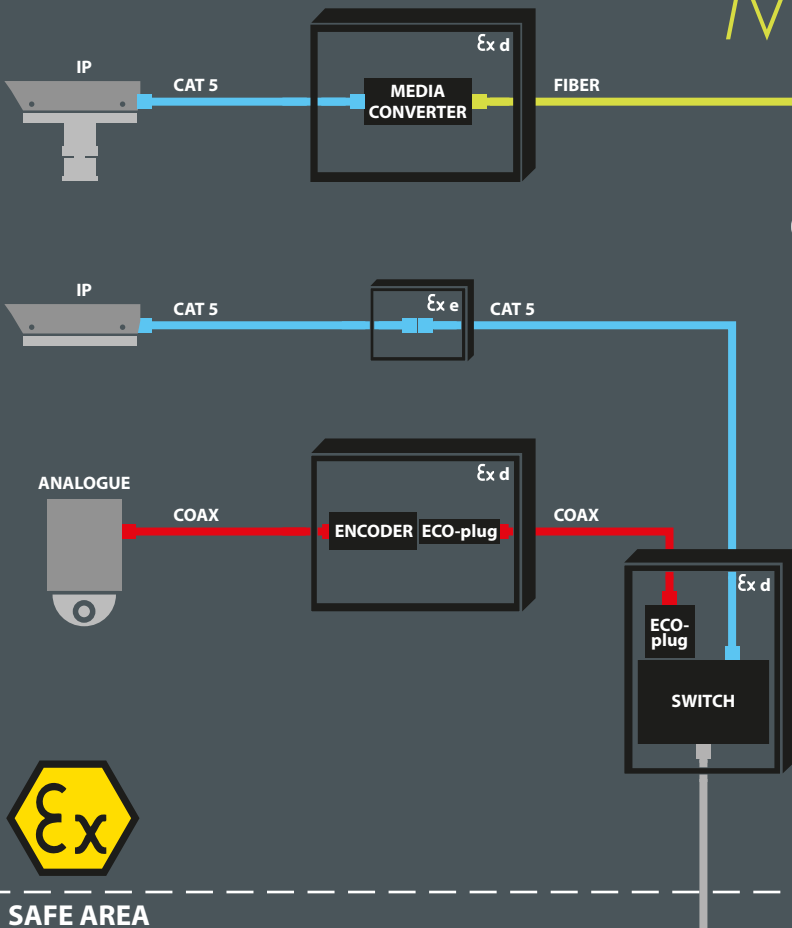 Ex d
IP
CAT 5
MEDIA
CONVERTER
FIBER
IP
CAT 5
Ex e
CAT 5
Ex d
ANALOGUE
COAX
ENCODER
ECO-plug
COAX
Ex d
ECO-
plug
SWITCH
Ex
SAFE AREA